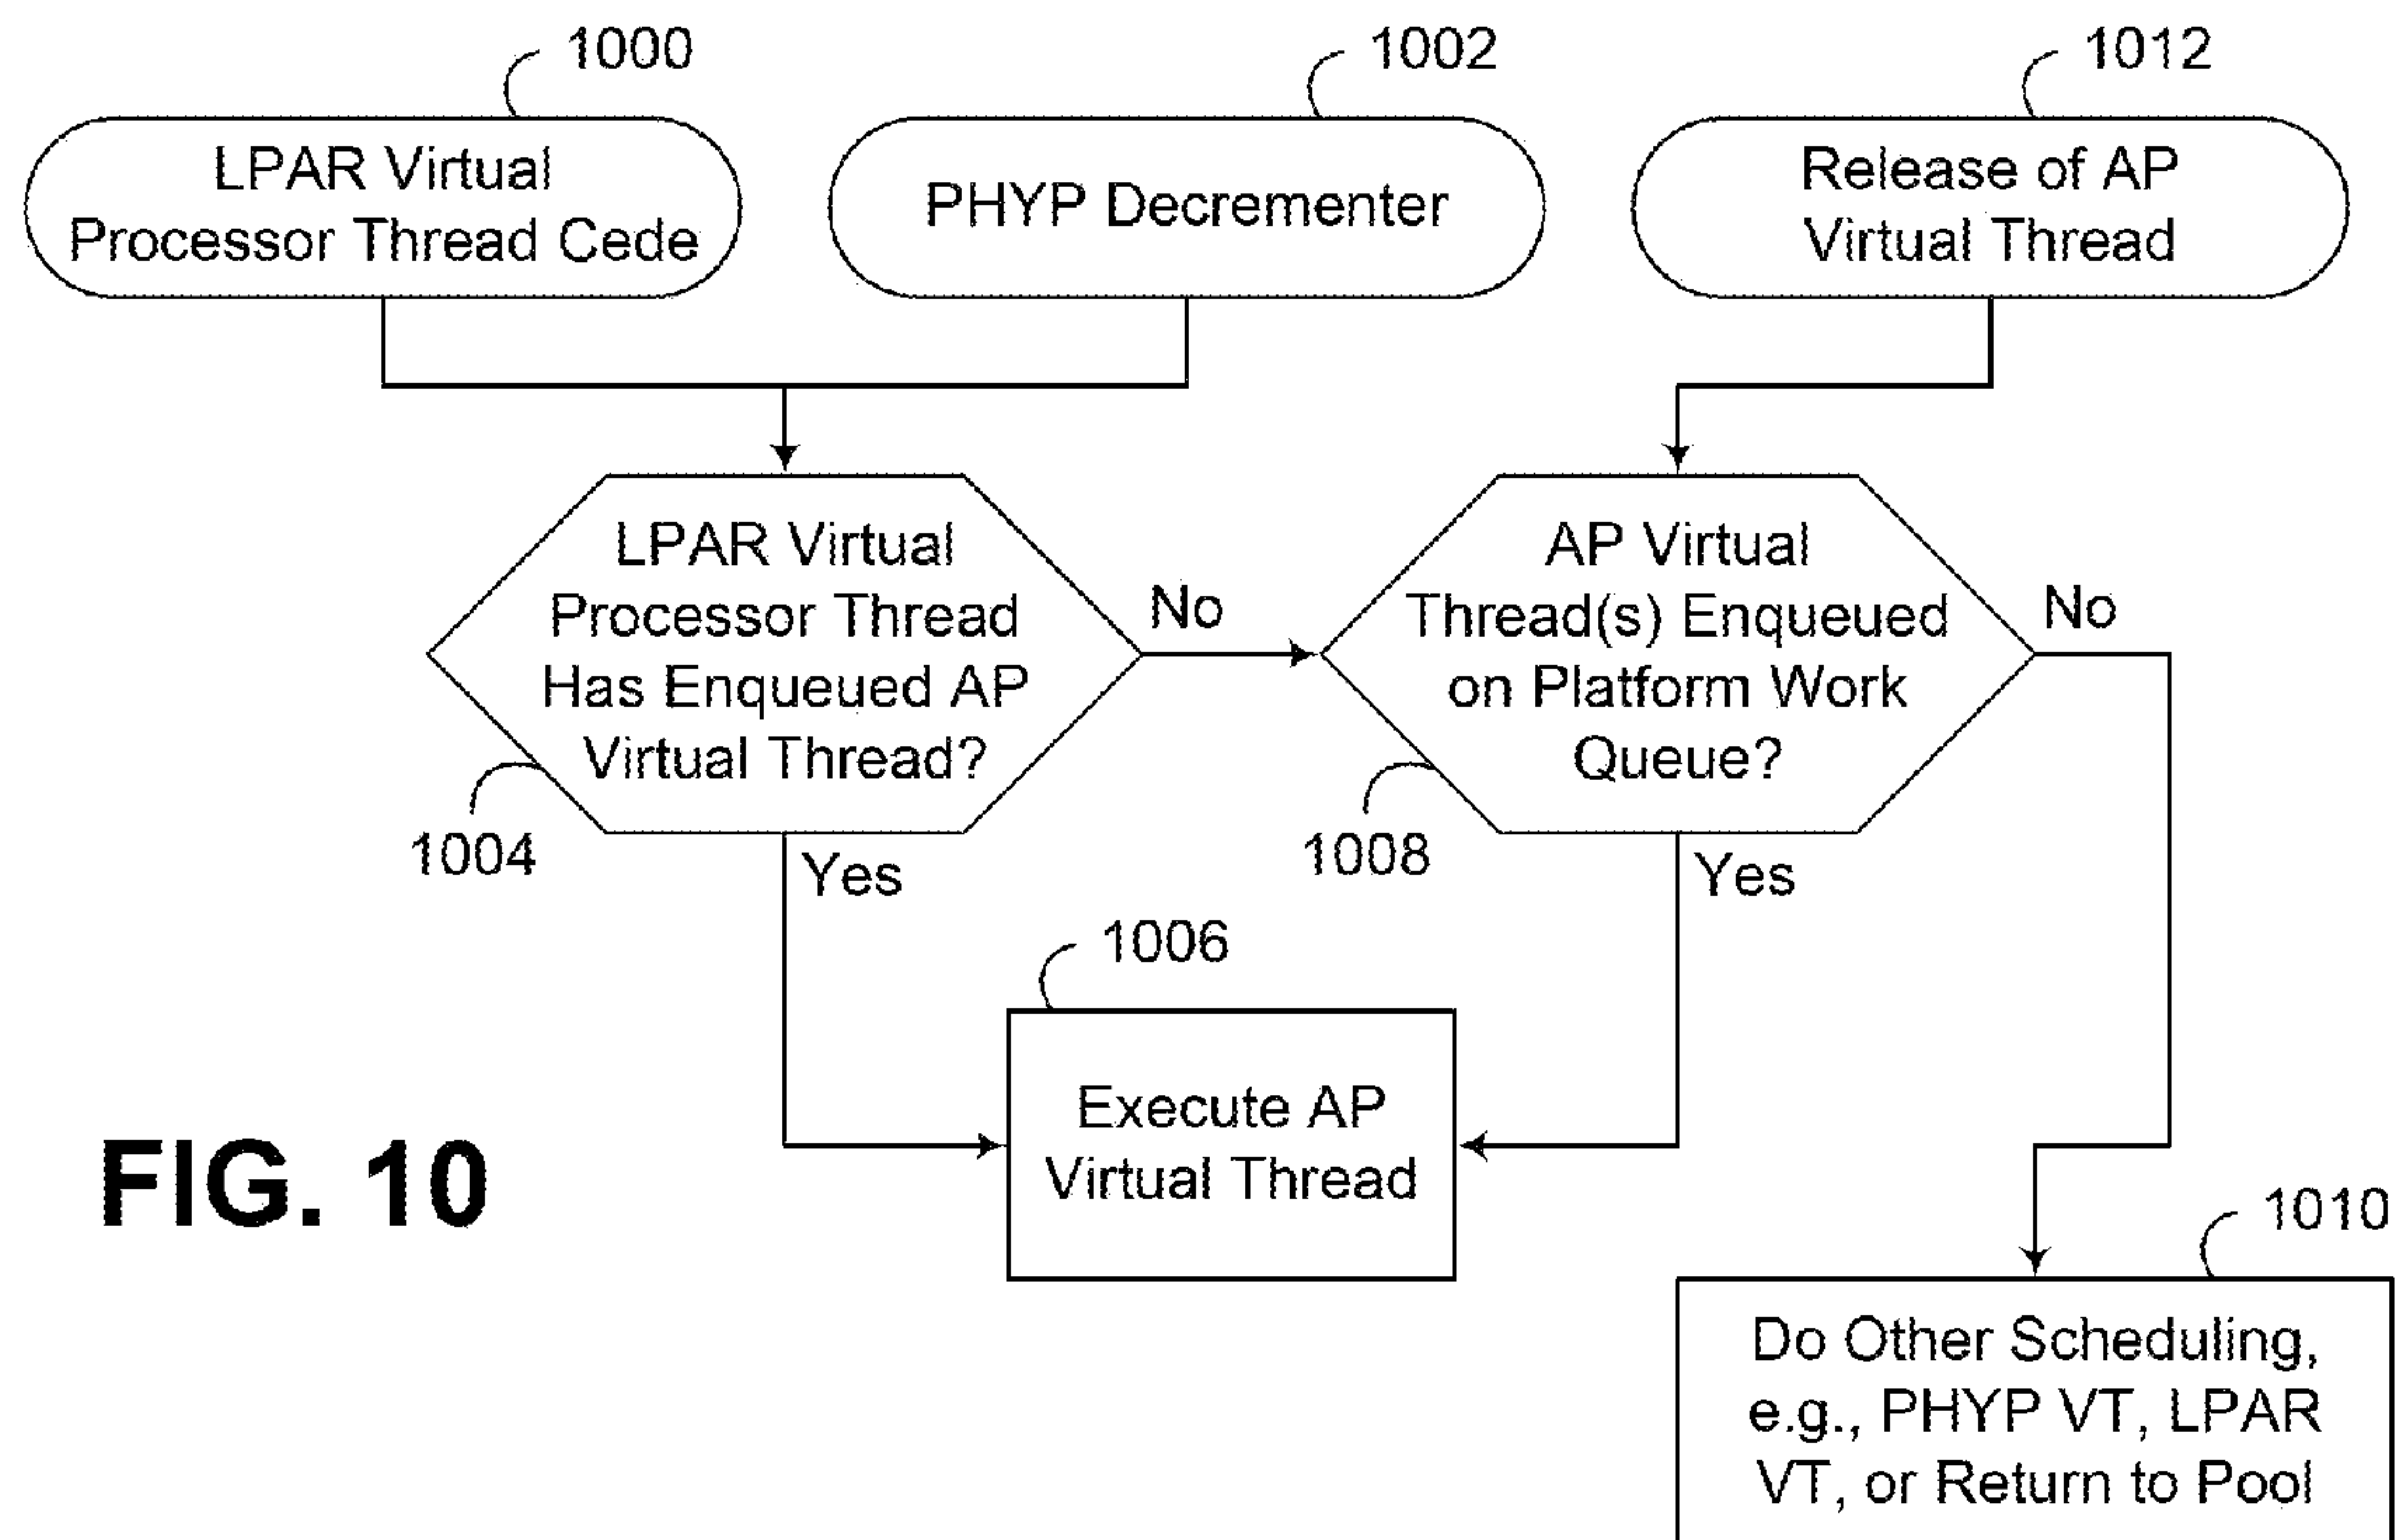 1000
1002
1012
LPAR Virtual
Processor Thread Cede
PHYP Decrementer
Release of AP
Virtual Thread
LPAR Virtual
Processor Thread
Has Enqueued AP
Virtual Thread?
No
AP Virtual
Thread(s) Enqueued
on Platform Work
Queue?
No
1004
Yes
1008
Yes
1006
Execute AP
Virtual Thread
FIG. 10
1010
Do Other Scheduling,
e.g., PHYP VT, LPAR
VT, or Return to Pool